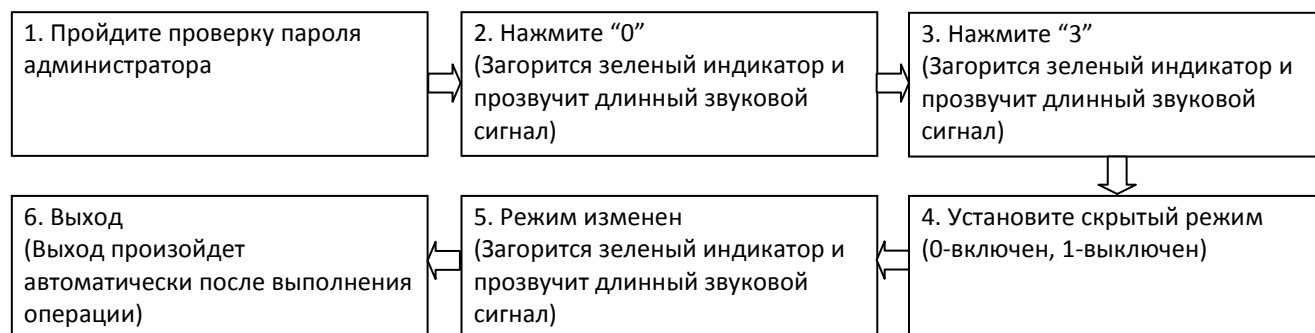 1. Пройдите проверку пароля
администратора
2. Нажмите “0”
(Загорится зеленый индикатор и
прозвучит длинный звуковой
сигнал)
3. Нажмите “3”
(Загорится зеленый индикатор и
прозвучит длинный звуковой
сигнал)
4. Установите скрытый режим
(0-включен, 1-выключен)
5. Режим изменен
(Загорится зеленый индикатор и
прозвучит длинный звуковой
сигнал)
6. Выход
(Выход произойдет
автоматически после выполнения
операции)